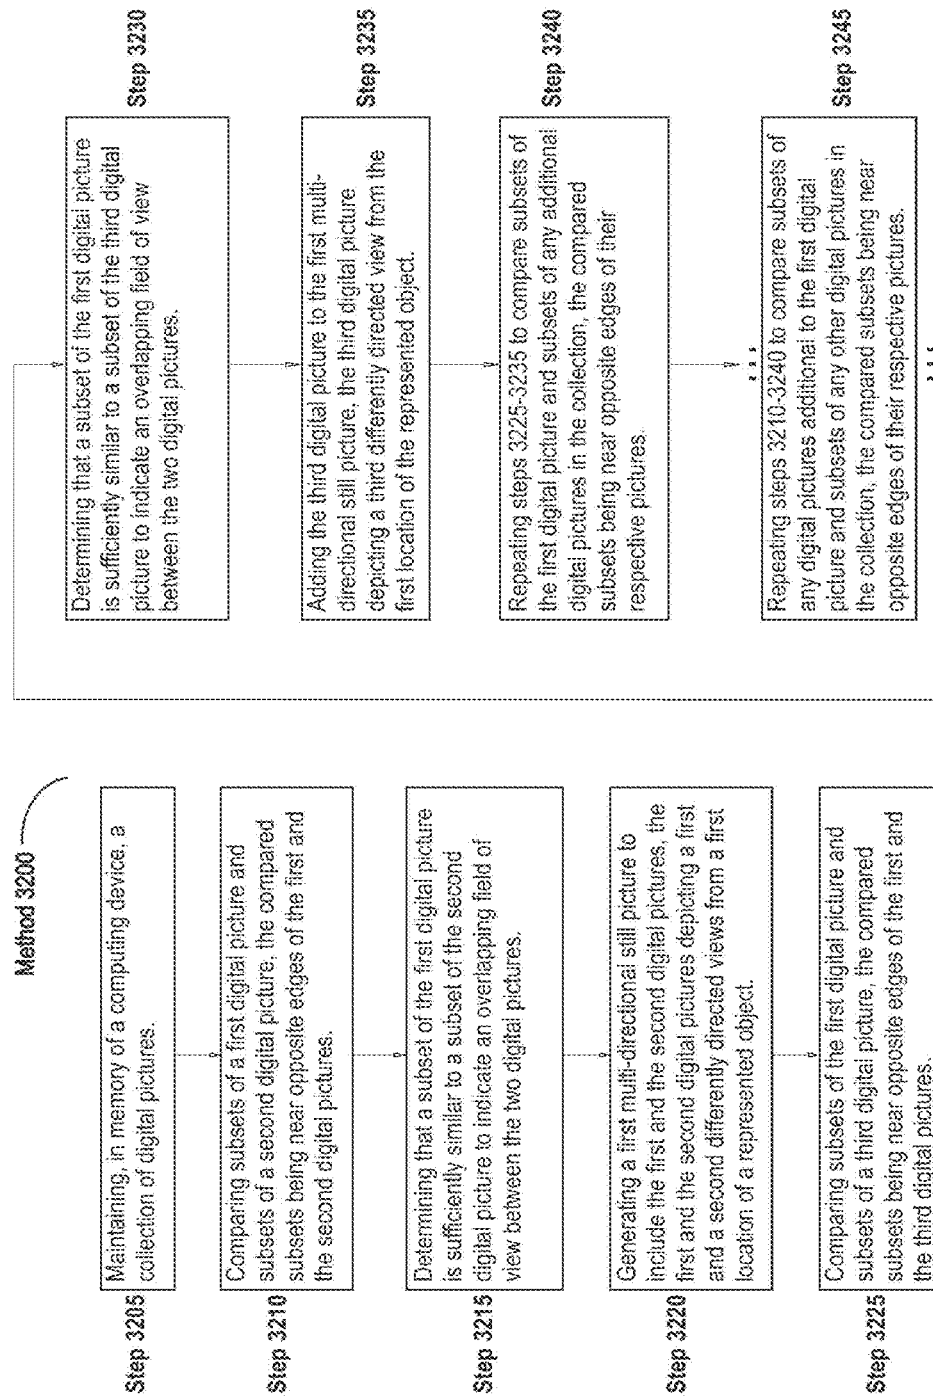 Method 3200
Step 3205
Maintaining, in memory of a computing device, a
collection of digital pictures.
Step 3210
Comparing subsets of a first digital picture and
subsets of a second digital picture, the compared
subsets being near opposite edges of the first and
the second digital pictures.
Step 3215
Determining that a subset of the first digital picture
is sufficiently similar to a subset of the second
digital picture to indicate an overlapping field of
view between the two digital pictures.
Step 3220
Generating a first multi-directional still picture to
include the first and the second digital pictures, the
first and the second digital pictures depicting a first
and a second differently directed views from a first
location of a represented object.
Step 3225
Comparing subsets of the first digital picture and
subsets of a third digital picture, the compared
subsets being near opposite edges of the first and
the third digital pictures.
Step 3230
Determining that a subset of the first digital picture
is sufficiently similar to a subset of the third digital
picture to indicate an overlapping field of view
between the two digital pictures.
Step 3235
Adding the third digital picture to the first multi-
directional still picture, the third digital picture
depicting a third differently directed view from the
first location of the represented object.
Step 3240
Repeating steps 3225-3235 to compare subsets of
the first digital picture and subsets of any additional
digital pictures in the collection, the compared
subsets being near opposite edges of their
respective pictures.
Step 3245
Repeating steps 3210-3240 to compare subsets of
any digital pictures additional to the first digital
picture and subsets of any other digital pictures in
the collection, the compared subsets being near
opposite edges of their respective pictures.